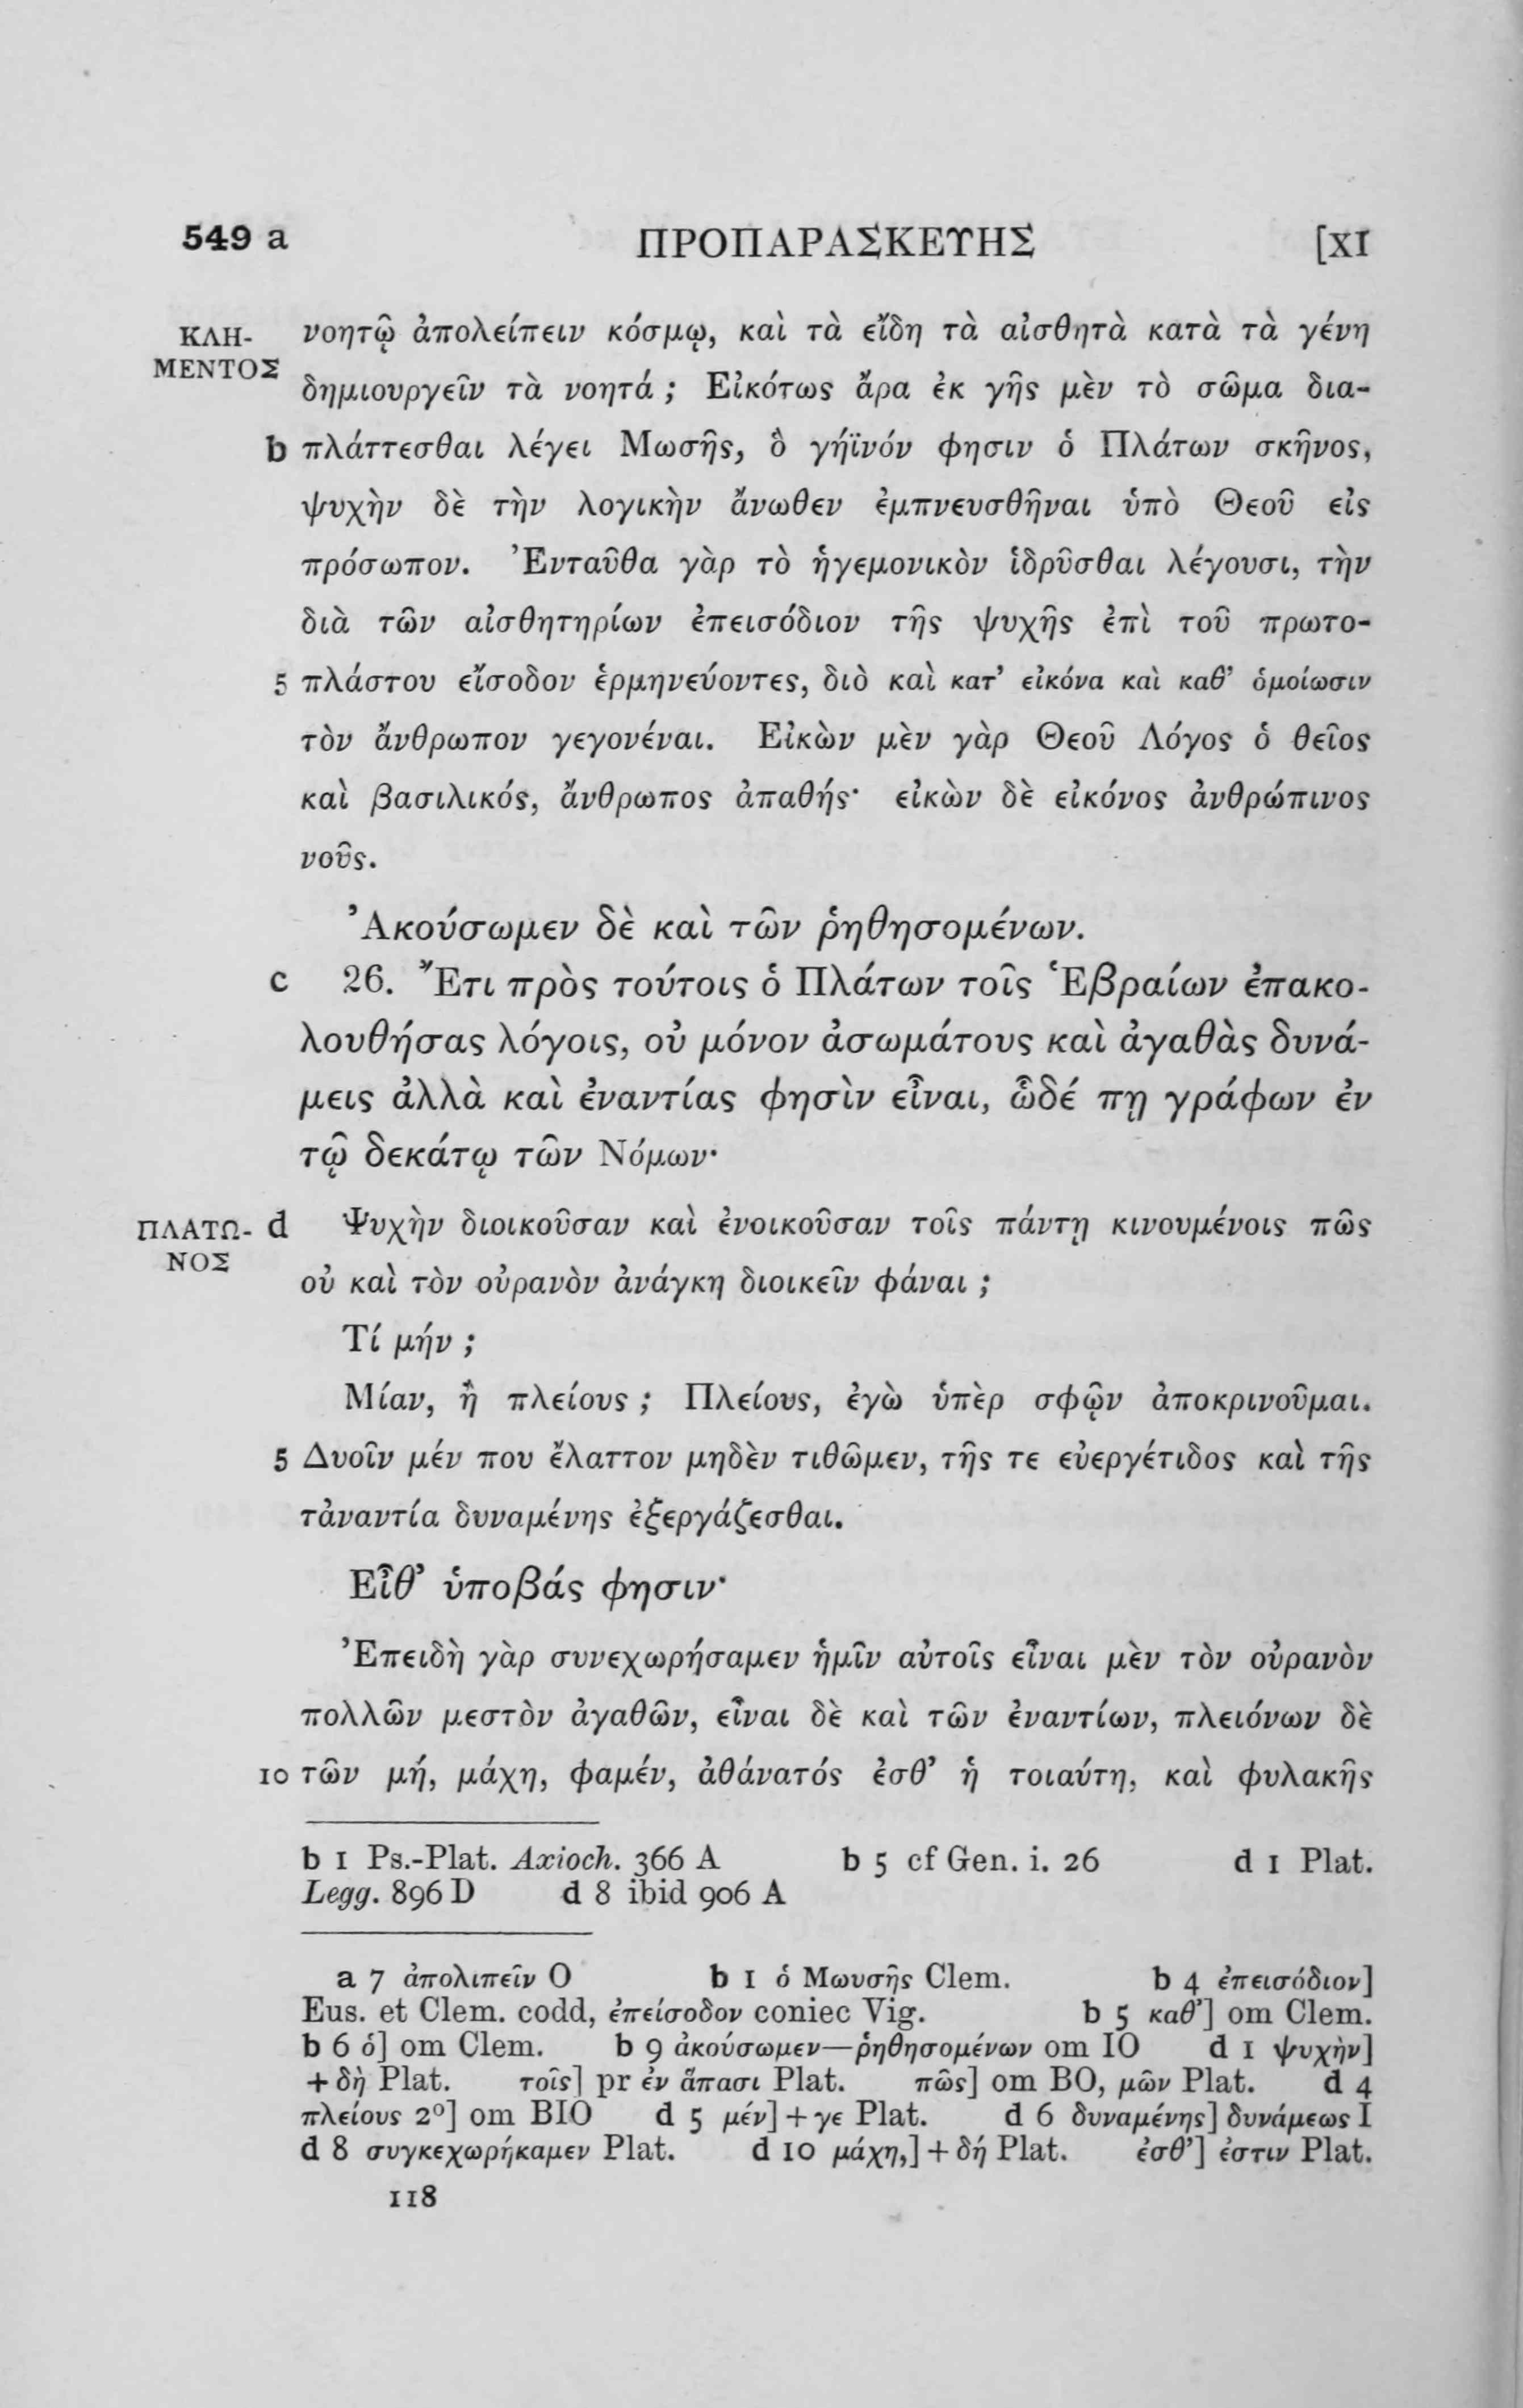 549 a ΠΡΟΠΑΡΑΣΚΕΥΗΣ [XI
ΚΛΗ- νοητῷ ἀπολείπειν κόσμῳ, καὶ τὰ εἴδη τὰ αἰσθητὰ κατὰ τὰ γένη
ΜΕΝΤΟΣ δημιουργεῖν τὰ νοητά ; Εἰκότως ἄρα ἐκ γῆς μὲν τὸ σῶμα δια-
b πλάττεσθαι λέγει Μωσῆς, ὃ γήϊνόν φησιν ὁ Πλάτων σκῆνος,
ψυχὴν δὲ τὴν λογικὴν ἄνωθεν ἐμπνευσθῆναι ὑπὸ Θεοῦ εἰς
πρόσωπον. Ἐνταῦθα γὰρ τὸ ἡγεμονικὸν ἱδρῦσθαι λέγουσι, τὴν
διὰ τῶν αἰσθητηρίων ἐπεισόδιον τῆς ψυχῆς ἐπὶ τοῦ πρωτο-
5 πλάστου εἴσοδον ἑρμηνεύοντες, διὸ καὶ κατ’ εἰκόνα καὶ καθ’ ὁμοίωσιν
τὸν ἄνθρωπον γεγονέναι. Εἰκὼν μὲν γὰρ Θεοῦ Λόγος ὁ θεῖος
καὶ βασιλικός, ἄνθρωπος ἀπαθής· εἰκὼν δὲ εἰκόνος ἀνθρώπινος
νοῦς.
Ἀκούσωμεν δὲ καὶ τῶν ῥηθησομένων.
c 26. Ἔτι πρὸς τούτοις ὁ Πλάτων τοῖς Ἑβραίων ἐπακο-
λουθήσας λόγοις, οὐ μόνον ἀσωμάτους καὶ ἀγαθὰς δυνά-
μεις ἀλλὰ καὶ ἐναντίας φησὶν εἶναι, ὧδέ πῃ γράφων ἐν
τῷ δεκάτῳ τῶν Νόμων·
ΠΛΑΤΩ- d Ψυχὴν διοικοῦσαν καὶ ἐνοικοῦσαν τοῖς πάντῃ κινουμένοις πῶς
ΝΟΣ οὐ καὶ τὸν οὐρανὸν ἀνάγκη διοικεῖν φάναι ;
Τί μήν ;
Μίαν, ἢ πλείους ; Πλείους, ἐγὼ ὑπὲρ σφῷν ἀποκρινοῦμαι.
5 Δυοῖν μέν που ἔλαττον μηδὲν τιθῶμεν, τῆς τε εὐεργέτιδος καὶ τῆς
τἀναντία δυναμένης ἐξεργάζεσθαι.
Εἶθ’ ὑποβάς φησιν·
Ἐπειδὴ γὰρ συνεχωρήσαμεν ἡμῖν αὐτοῖς εἶναι μὲν τὸν οὐρανὸν
πολλῶν μεστὸν ἀγαθῶν, εἶναι δὲ καὶ τῶν ἐναντίων, πλειόνων δὲ
10 τῶν μή, μάχη, φαμέν, ἀθάνατός ἐσθ’ ἡ τοιαύτη, καὶ φυλακῆς
b 1 Ps.-Plat. Axioch. 366 A b 5 cf Gen. i. 26 d 1 Plat.
Legg. 896 D d 8 ibid 906 A
a 7 ἀπολιπεῖν O b 1 ὁ Μωυσῆς Clem. b 4 ἐπεισόδιον]
Eus. et Clem. codd, ἐπείσοδον coniec Vig. b 5 καθ’] om Clem.
b 6 ὁ] om Clem. b 9 ἀκούσωμεν—ῥηθησομένων om IO d 1 ψυχὴν]
+ δὴ Plat. τοῖς] pr ἐν ἅπασι Plat. πῶς] om BO, μῶν Plat. d 4
πλείους 2º] om BIO d 5 μέν] + γε Plat. d 6 δυναμένης] δυνάμεως I
d 8 συγκεχωρήκαμεν Plat. d 10 μάχη,] + δή Plat. ἐσθ’] ἐστιν Plat.
118